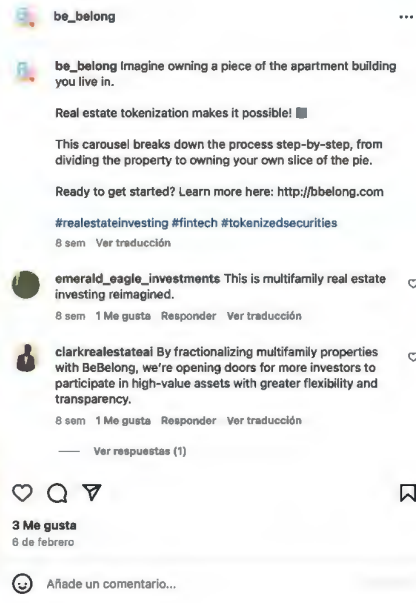 be_belong
be_belong Imagine owning a piece of the apartment building
you live in.
Real estate tokenization makes it possible!
This carousel breaks down the process step-by-step, from
dividing the property to owning your own slice of the pie.
Ready to get started? Learn more here: http://bbelong.com
#realestateinvesting #fintech #tokenizedsecurities
8 sem Ver traducción
emerald_eagle_investments This is multifamily real estate
investing reimagined.
8 sem 1 Me gusta Responder Ver traducción
clarkrealestateai By fractionalizing multifamily properties
with BeBelong, we're opening doors for more investors to
participate in high-value assets with greater flexibility and
transparency.
8 sem 1 Me gusta Responder Ver traducción
Ver respuestas (1)
3 Me gusta
6 de febrero
Añade un comentario...